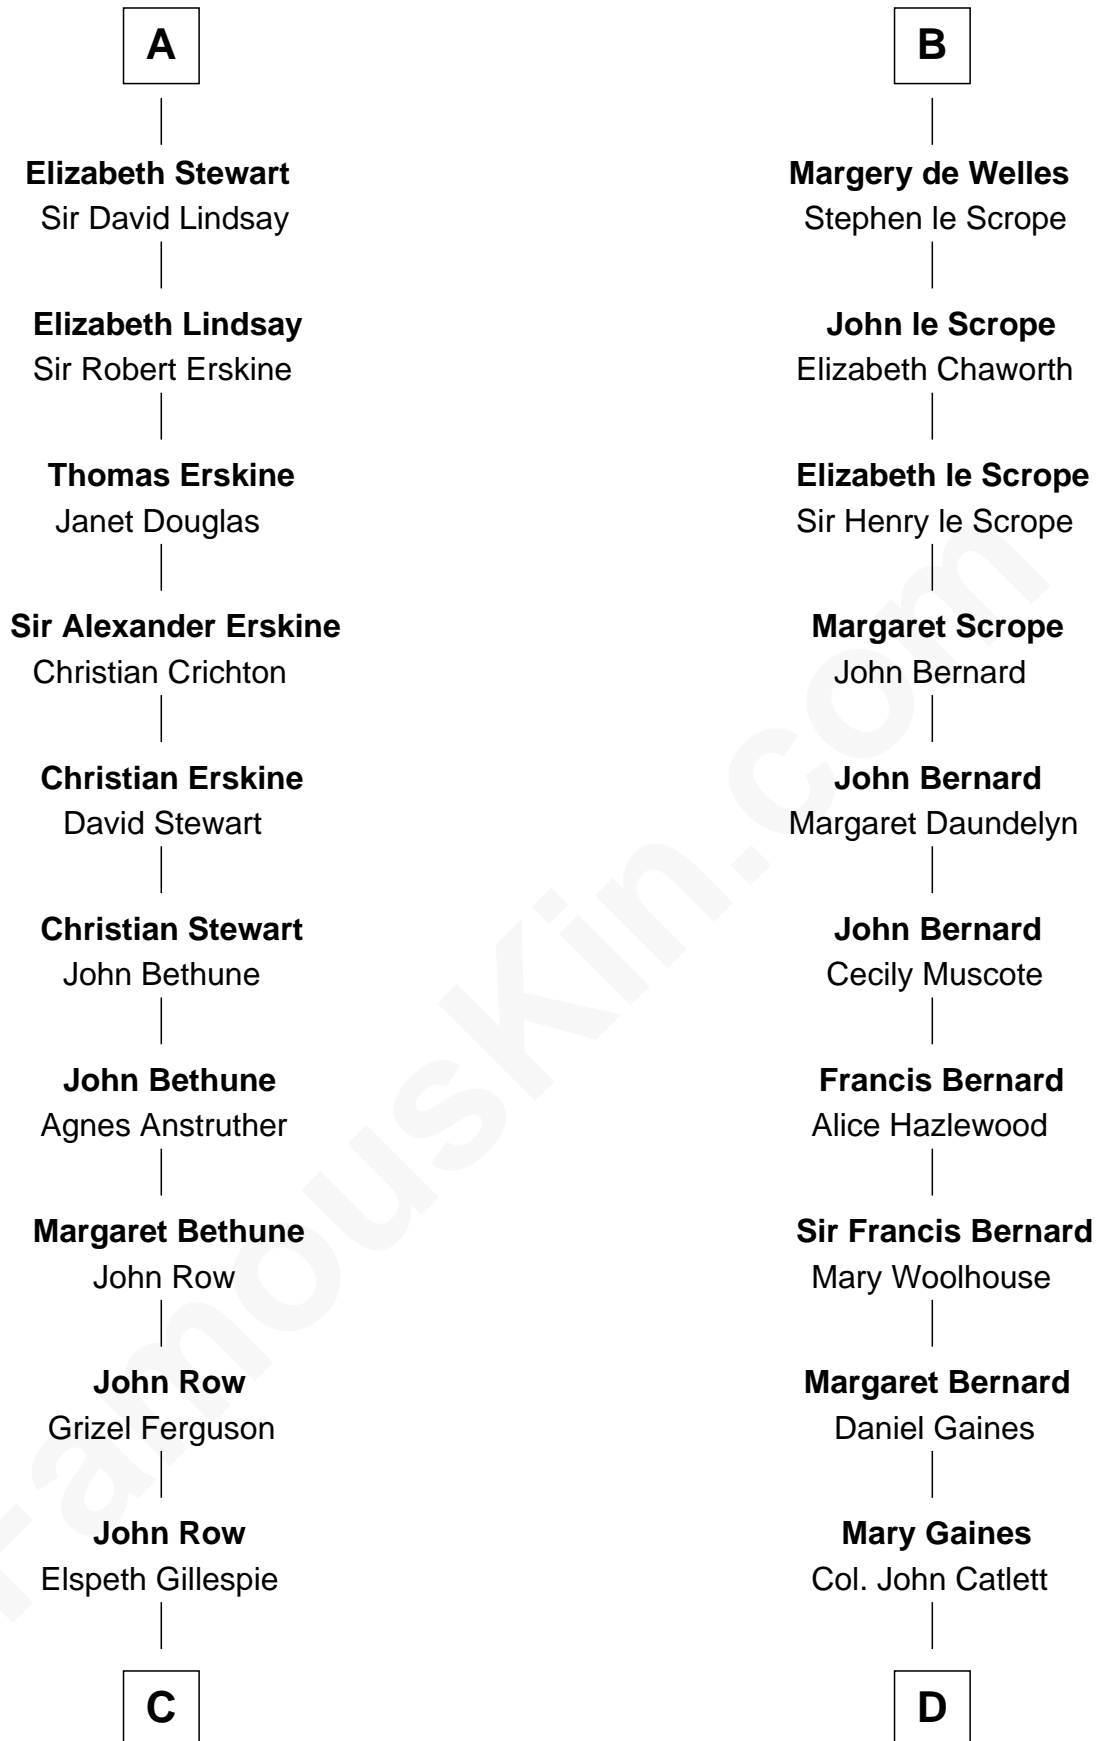 A
Elizabeth Stewart
Sir David Lindsay
Elizabeth Lindsay
Sir Robert Erskine
Thomas Erskine
Janet Douglas
Sir Alexander Erskine
Christian Crichton
Christian Erskine
David Stewart
Christian Stewart
John Bethune
John Bethune
Agnes Anstruther
Margaret Bethune
John Row
John Row
Grizel Ferguson
John Row
Elspeth Gillespie
C
B
Margery de Welles
Stephen le Scrope
John le Scrope
Elizabeth Chaworth
Elizabeth le Scrope
Sir Henry le Scrope
Margaret Scrope
John Bernard
John Bernard
Margaret Daundelyn
John Bernard
Cecily Muscote
Francis Bernard
Alice Hazlewood
Sir Francis Bernard
Mary Woolhouse
Margaret Bernard
Daniel Gaines
Mary Gaines
Col. John Catlett
D
FamousKin.com